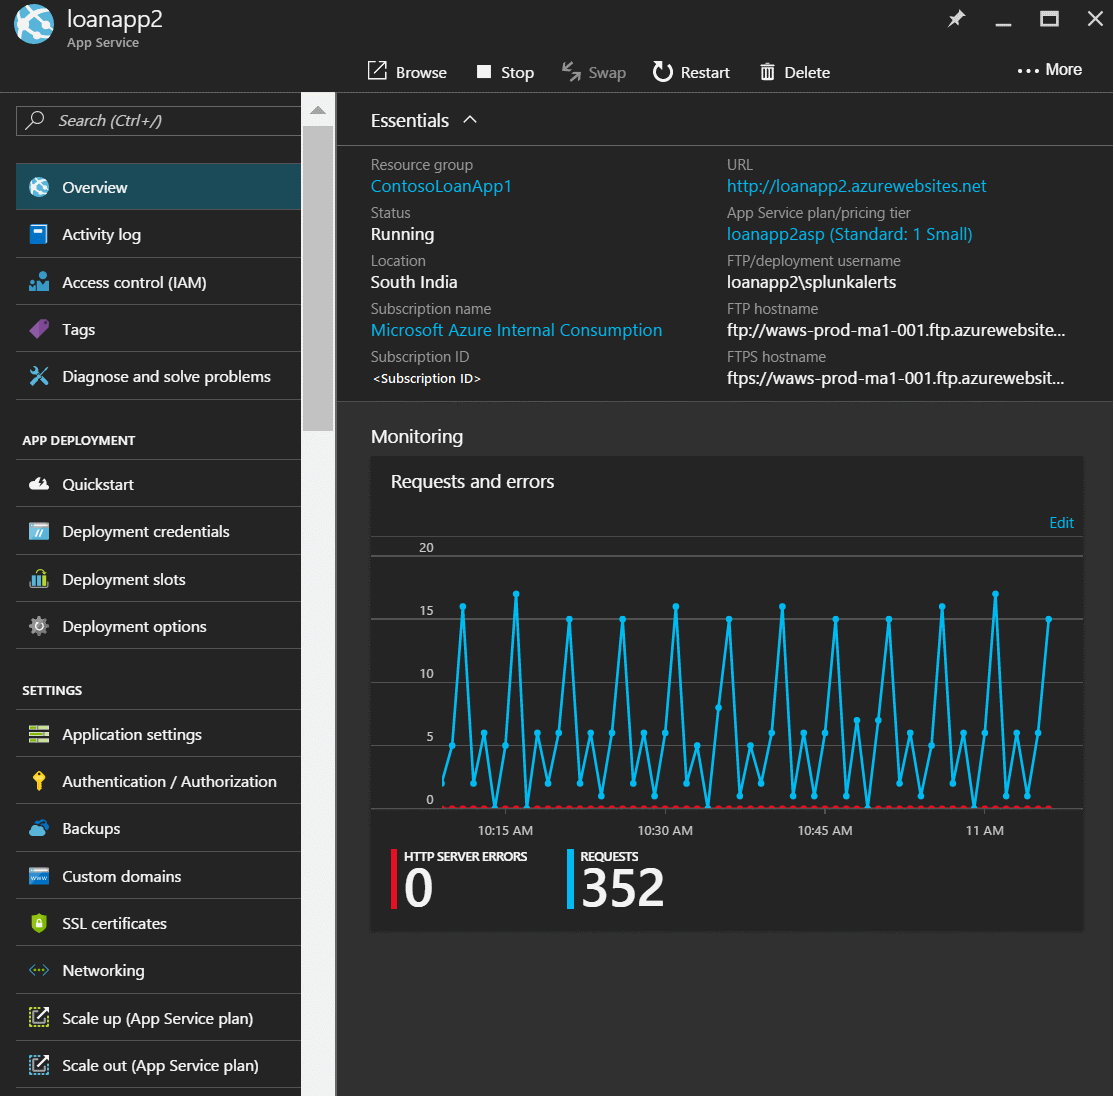 loanapp2
App Service
Browse
Stop
Swap
Restart
Delete
More
Search (Ctrl+/)
Overview
Activity log
Access control (IAM)
Tags
Diagnose and solve problems
APP DEPLOYMENT
Quickstart
Deployment credentials
Deployment slots
Deployment options
SETTINGS
Application settings
Authentication / Authorization
Backups
Custom domains
SSL certificates
Networking
Scale up (App Service plan)
Scale out (App Service plan)
Essentials
Resource group
ContosoLoanApp1
Status
Running
Location
South India
Subscription name
Microsoft Azure Internal Consumption
Subscription ID
<Subscription ID>
URL
http://loanapp2.azurewebsites.net
App Service plan/pricing tier
loanapp2asp (Standard: 1 Small)
FTP/deployment username
loanapp2\splunkalerts
FTP hostname
ftp://waws-prod-ma1-001.ftp.azurewebsite...
FTPS hostname
ftps://waws-prod-ma1-001.ftp.azurewebsit...
Monitoring
Requests and errors
Edit
20
15
10
5
0
10:15 AM
10:30 AM
10:45 AM
11 AM
HTTP SERVER ERRORS
0
REQUESTS
352